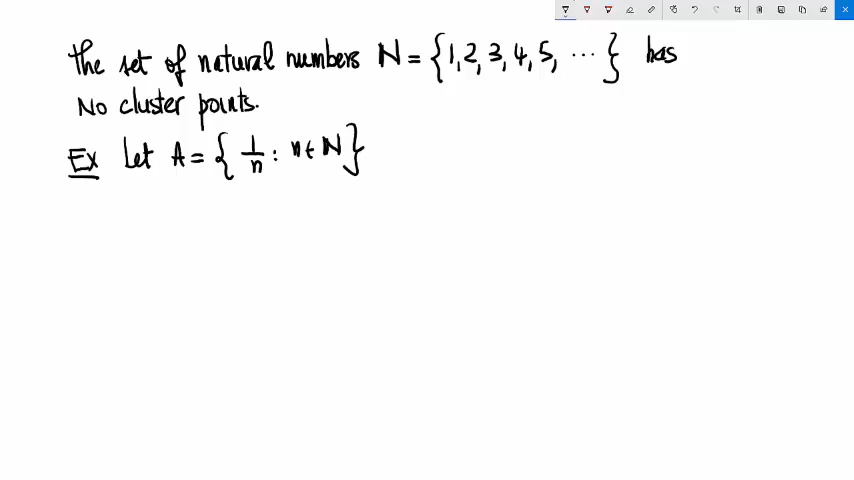 The set of natural numbers N = {1, 2, 3, 4, 5, ...} has
No cluster points.
Ex Let A = { 1/n : n ∈ N }